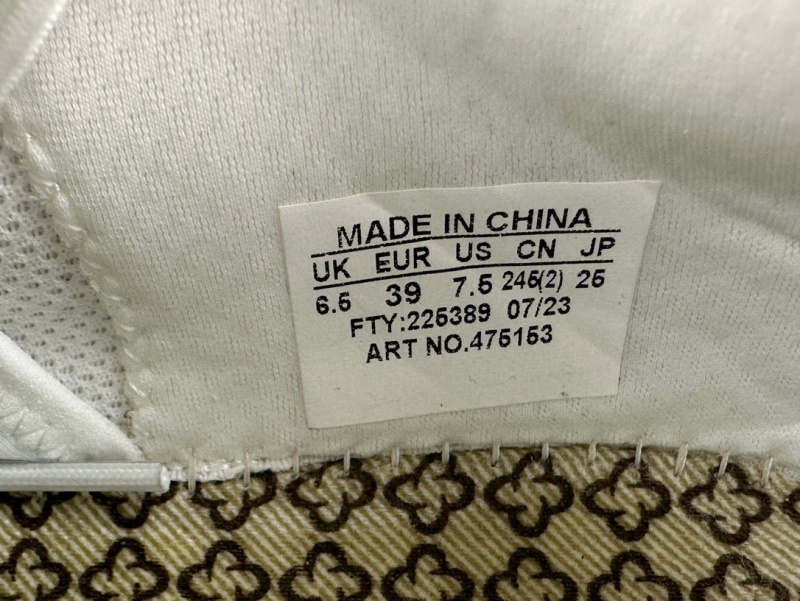 MADE IN CHINA
UK EUR US CN JP
6.5 39 7.5 245(2) 25
FTY:225389 07/23
ART NO.475153